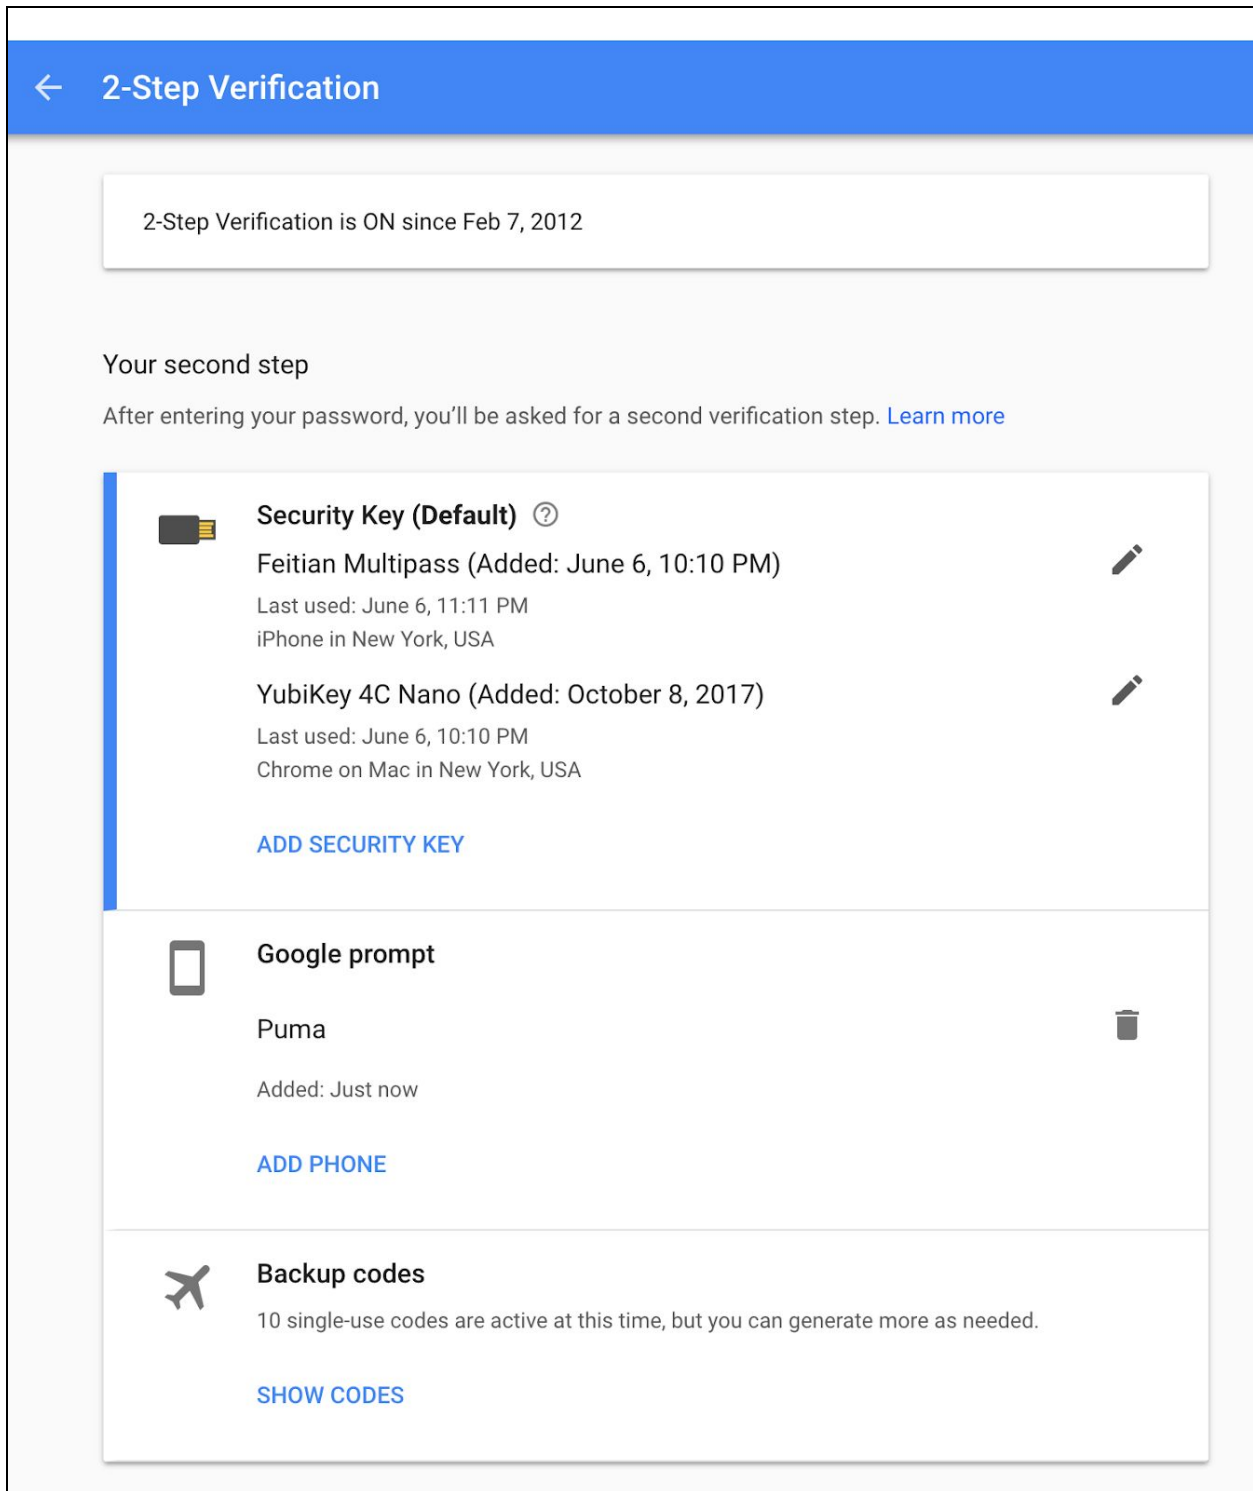 2-Step Verification
2-Step Verification is ON since Feb 7, 2012
Your second step
After entering your password, you'll be asked for a second verification step. Learn more
Security Key (Default)
Feitian Multipass (Added: June 6, 10:10 PM)
Last used: June 6, 11:11 PM
iPhone in New York, USA
YubiKey 4C Nano (Added: October 8, 2017)
Last used: June 6, 10:10 PM
Chrome on Mac in New York, USA
ADD SECURITY KEY
Google prompt
Puma
Added: Just now
ADD PHONE
Backup codes
10 single-use codes are active at this time, but you can generate more as needed.
SHOW CODES